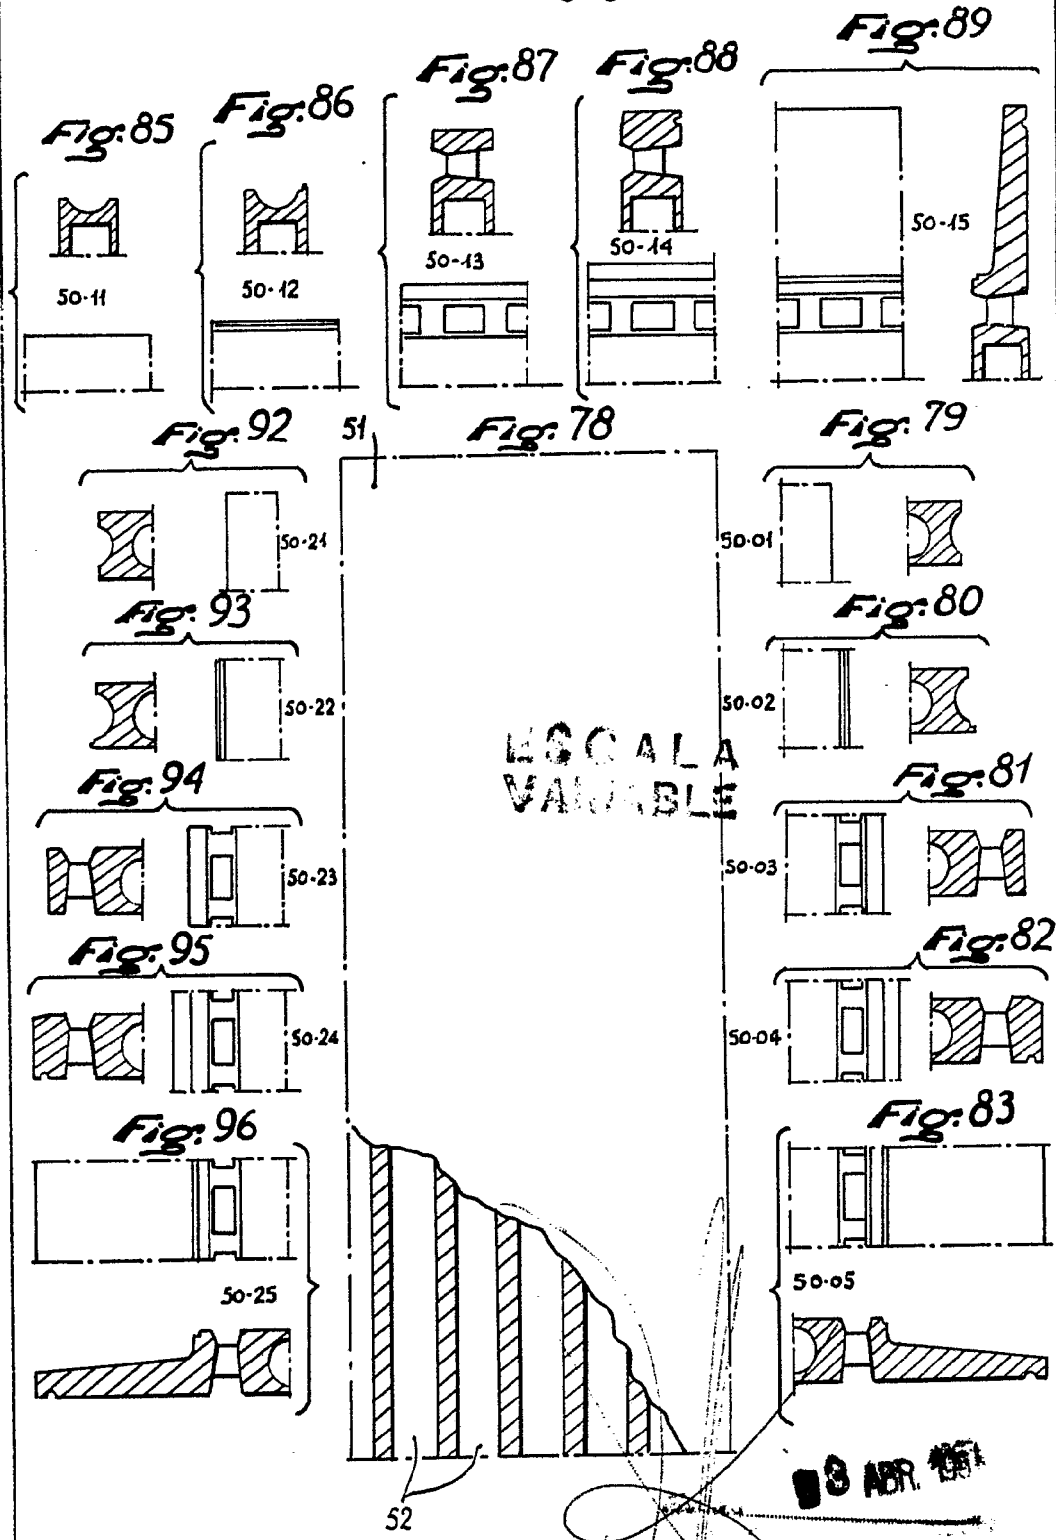 Fig. 89
Fig. 87
Fig. 88
Fig. 85
Fig. 86
50-15
50-13
50-14
50-11
50-12
Fig. 92
51
Fig. 78
Fig. 79
50-21
50-01
Fig. 93
Fig. 80
50-22
50-02
ESCALA
VARIABLE
Fig. 94
Fig. 81
50-23
50-03
Fig. 95
Fig. 82
50-24
50-04
Fig. 96
Fig. 83
50-25
50-05
ABR.
52